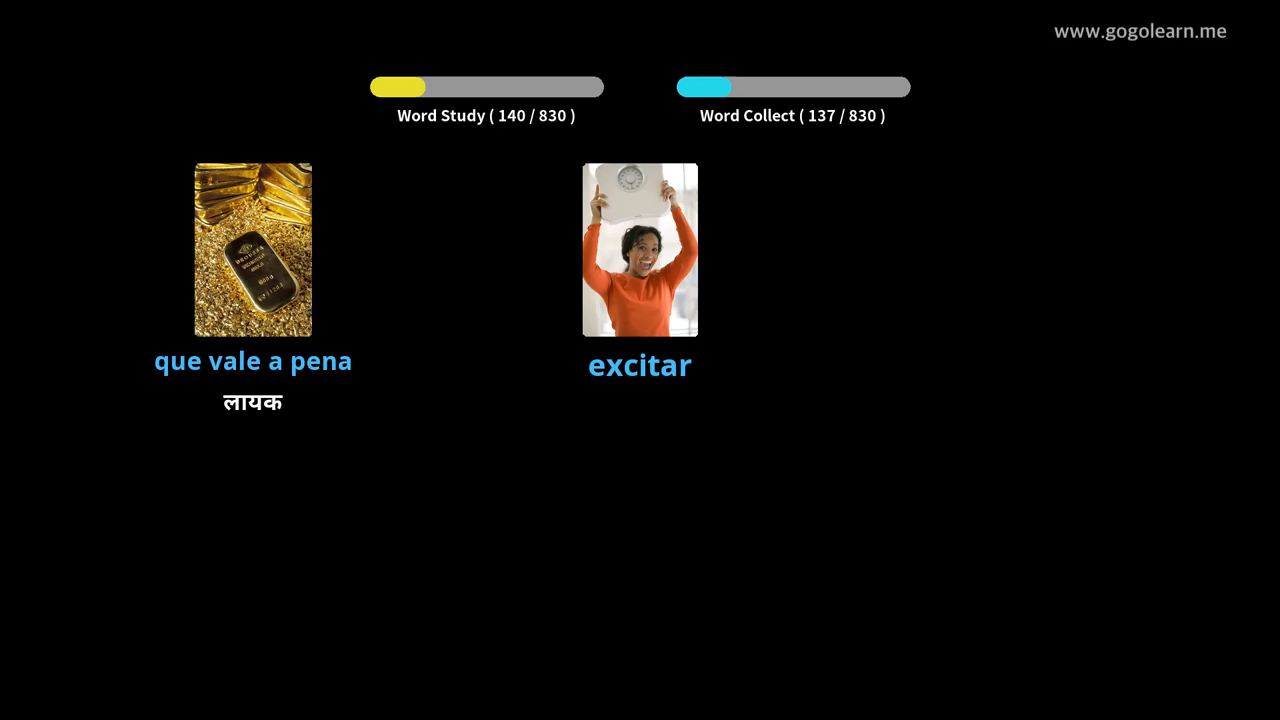 www.gogolearn.me
Word Study ( 140 / 830 )
Word Collect ( 137 / 830 )
que vale a pena
लायक
excitar